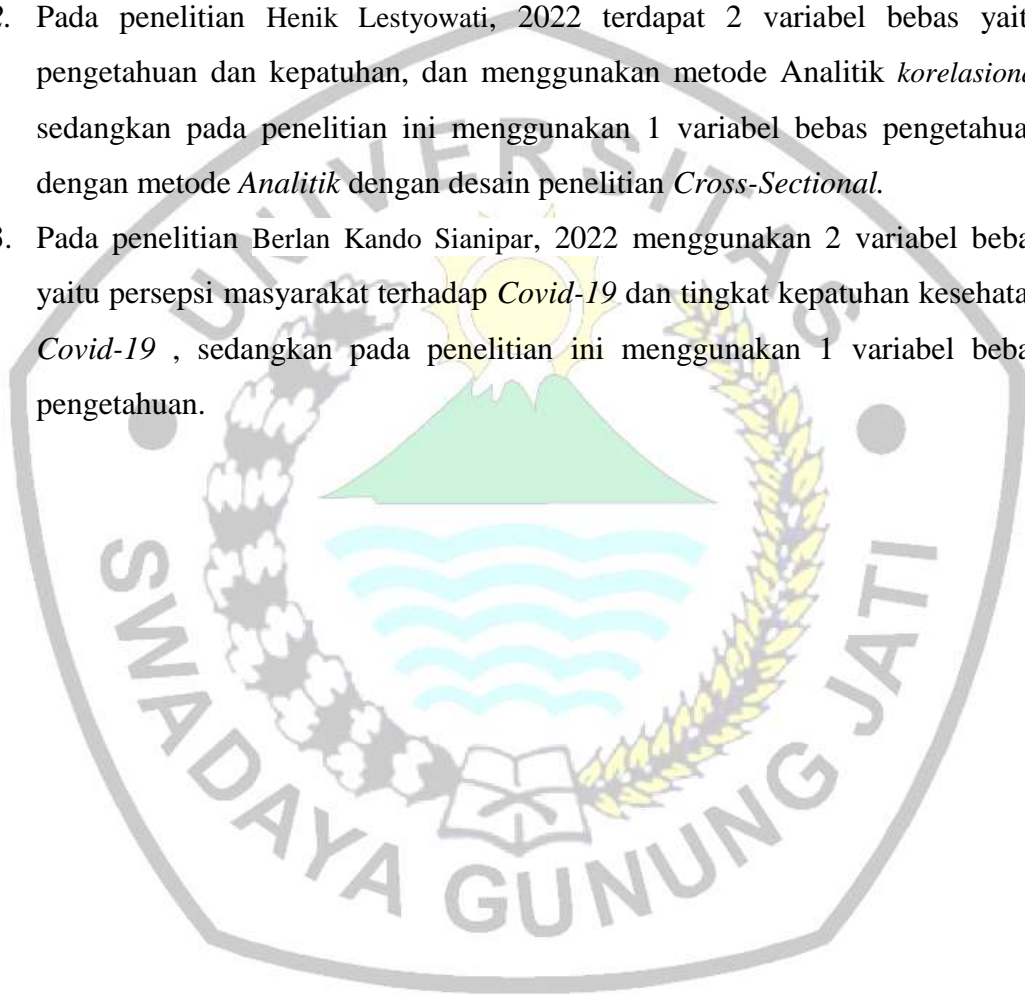 2. Pada penelitian Henik Lestyowati, 2022 terdapat 2 variabel bebas yait
pengetahuan dan kepatuhan, dan menggunakan metode Analitik korelasiona
sedangkan pada penelitian ini menggunakan 1 variabel bebas pengetahua
dengan metode Analitik dengan desain penelitian Cross-Sectional.
3. Pada penelitian Berlan Kando Sianipar, 2022 menggunakan 2 variabel beba
yaitu persepsi masyarakat terhadap Covid-19 dan tingkat kepatuhan kesehata
Covid-19 , sedangkan pada penelitian ini menggunakan 1 variabel beba
pengetahuan.
UNIVERSITAS
SWADAYA GUNUNG JATI